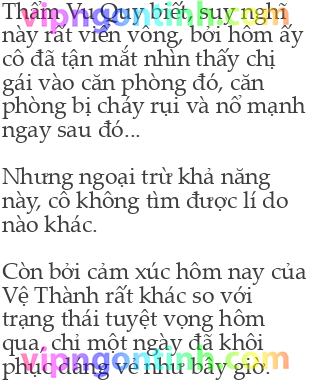 Thẩm Vu Quy biết suy nghĩ
này rất viển vông, bởi hôm ấy
cô đã tận mắt nhìn thấy chị
gái vào căn phòng đó, căn
phòng bị cháy rụi và nổ mạnh
ngay sau đó...
Nhưng ngoại trừ khả năng
này, cô không tìm được lí do
nào khác.
Còn bởi cảm xúc hôm nay của
Vệ Thành rất khác so với
trạng thái tuyệt vọng hôm
qua, chỉ một ngày đã khôi
phục dáng vẻ như bây giờ.
vipngontinh.com
vipngontinh.com